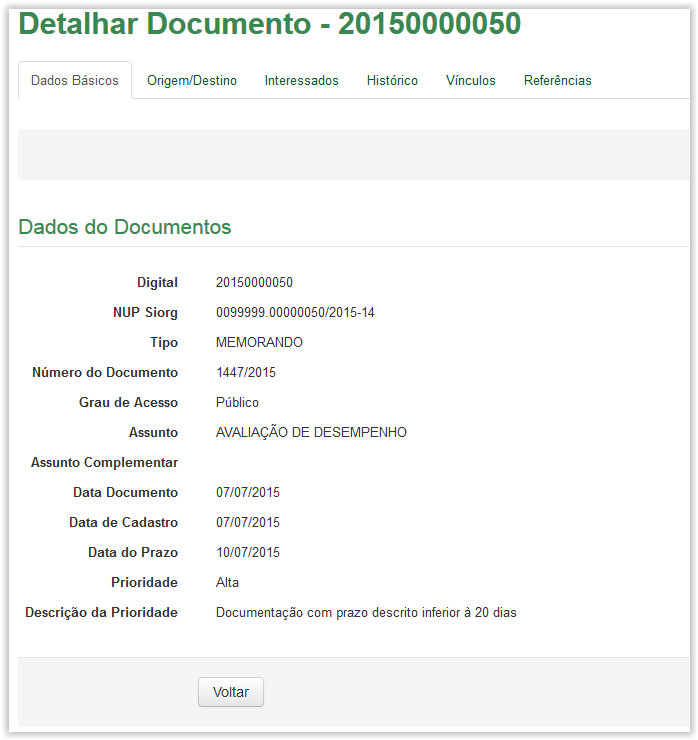 Detalhar Documento - 20150000050
Dados Básicos Origem/Destino Interessados Histórico Vínculos Referências
Dados do Documentos
Digital 20150000050
NUP Siorg 0099999.00000050/2015-14
Tipo MEMORANDO
Número do Documento 1447/2015
Grau de Acesso Público
Assunto AVALIAÇÃO DE DESEMPENHO
Assunto Complementar
Data Documento 07/07/2015
Data de Cadastro 07/07/2015
Data do Prazo 10/07/2015
Prioridade Alta
Descrição da Prioridade Documentação com prazo descrito inferior à 20 dias
Voltar